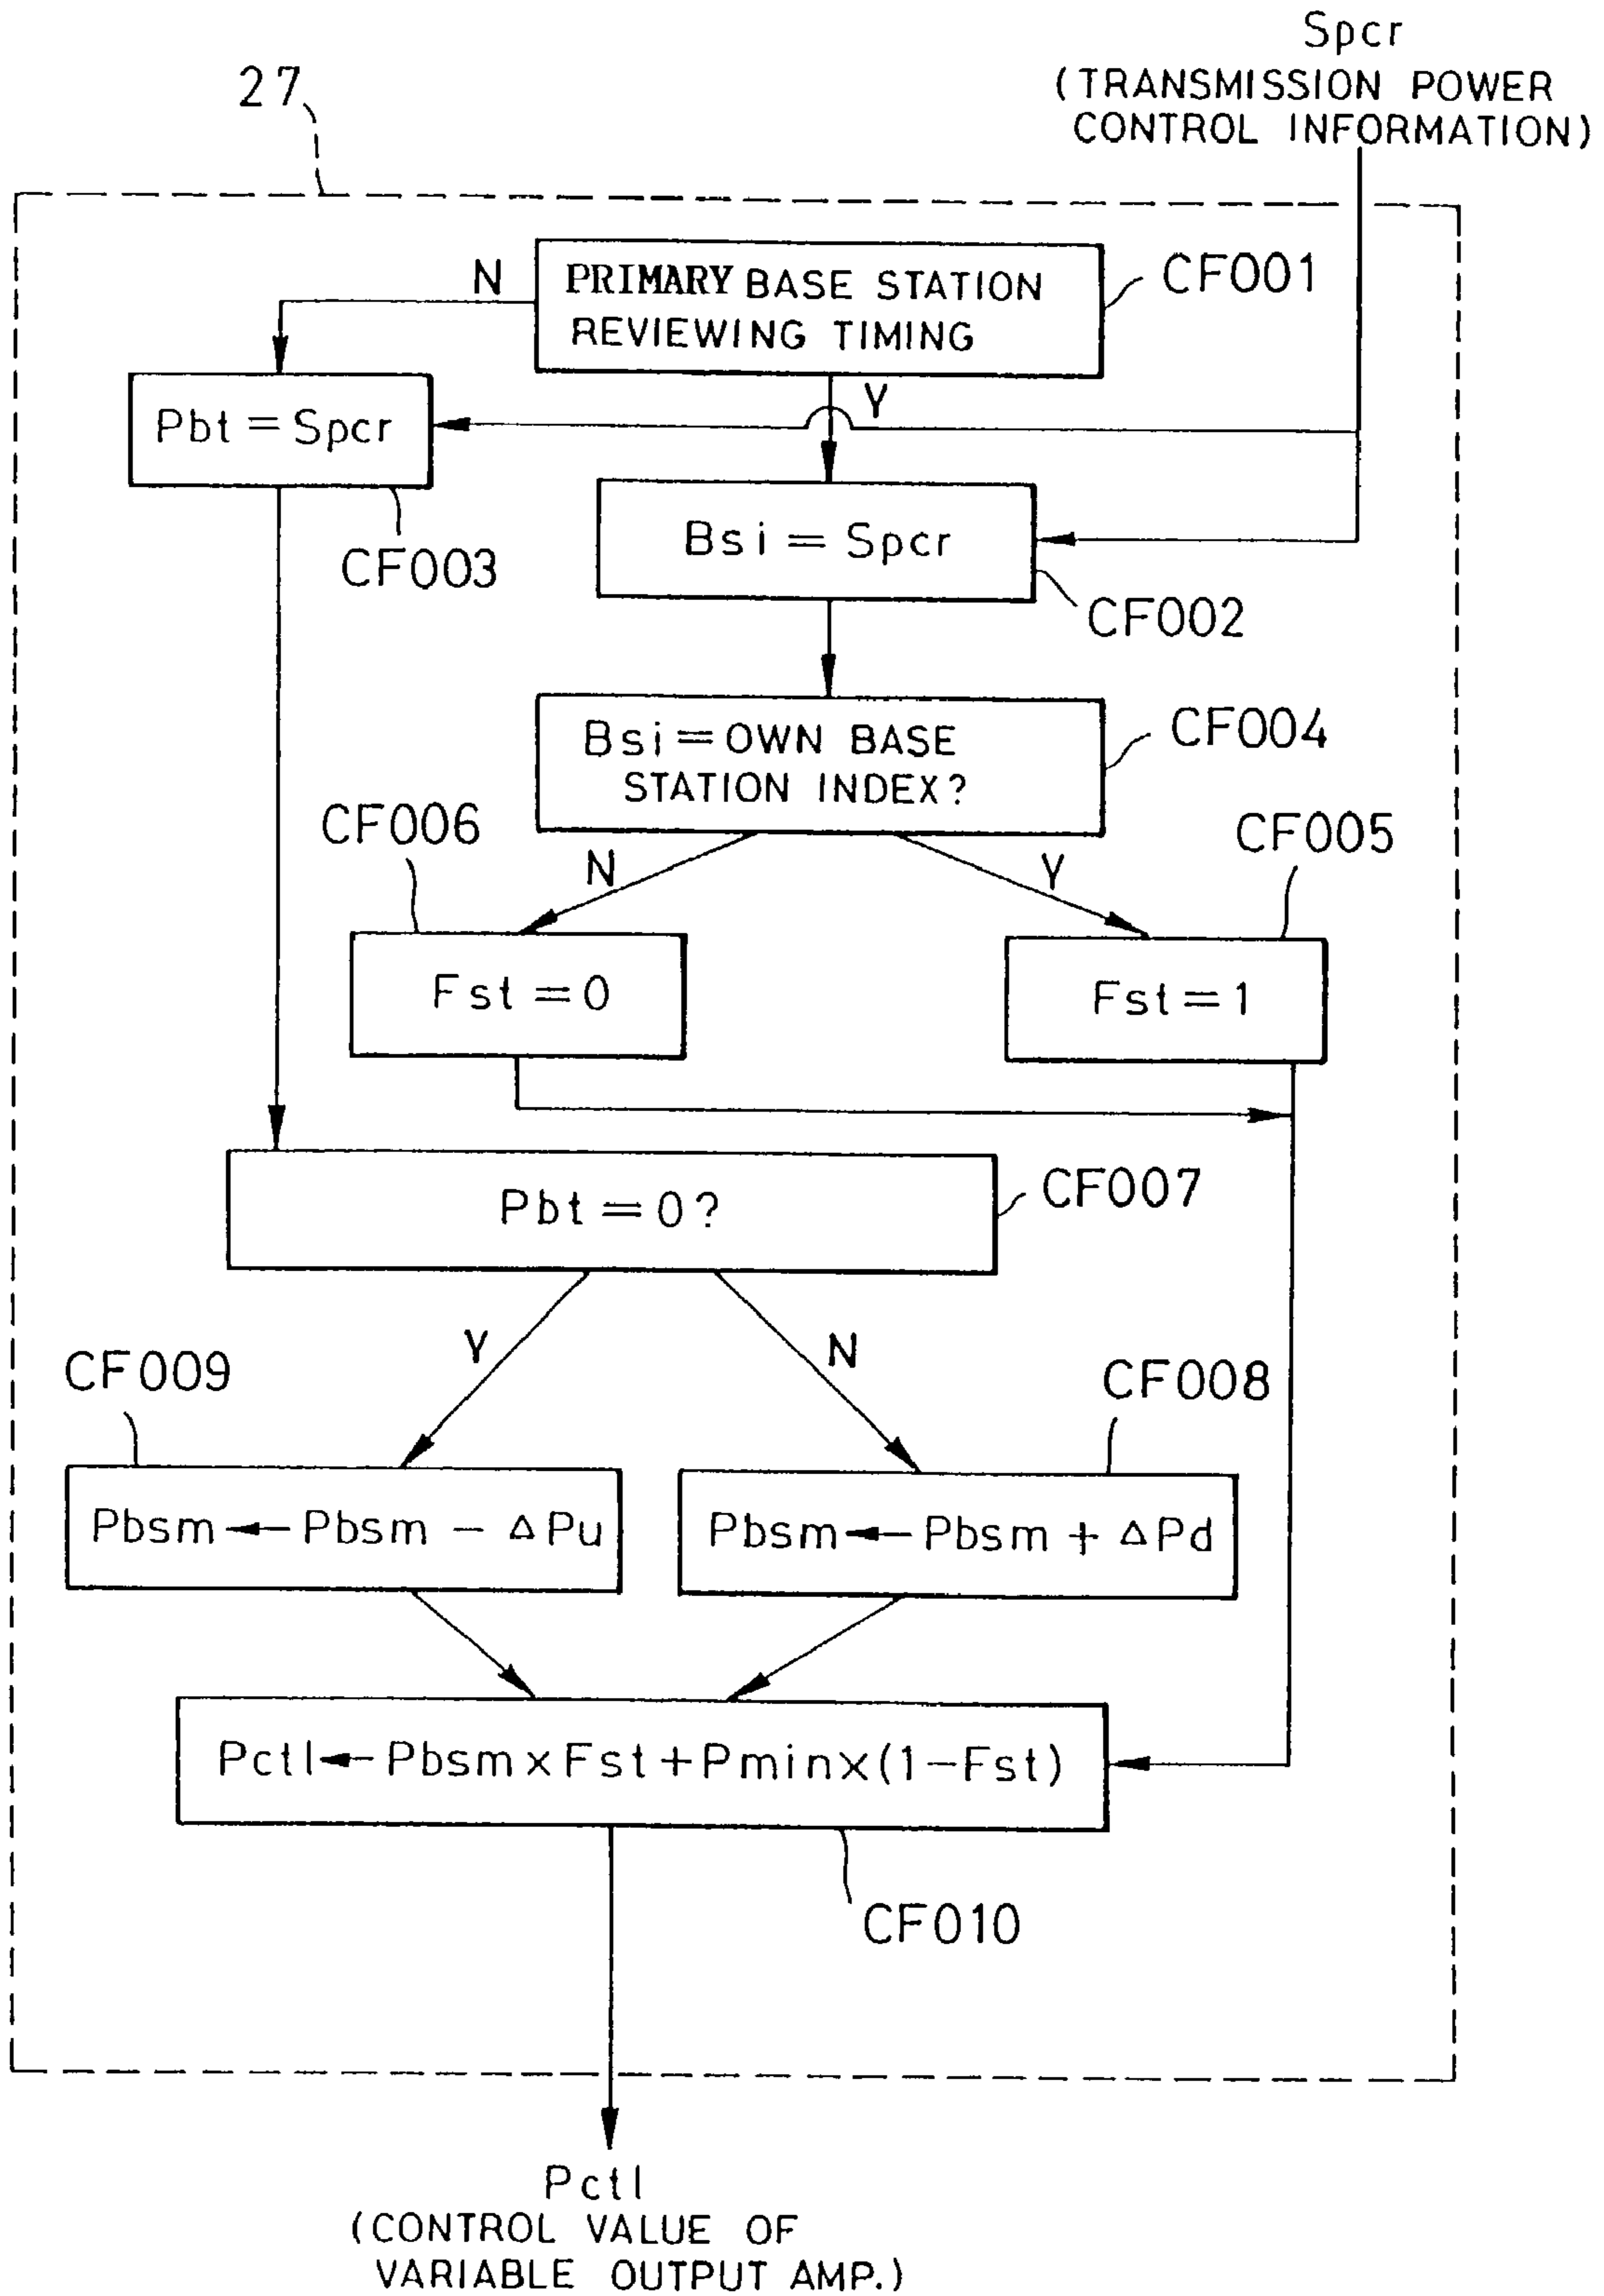 Spcr
(TRANSMISSION POWER
CONTROL INFORMATION)
27
PRIMARY BASE STATION
REVIEWING TIMING
CF001
N
Y
Pbt = Spcr
CF003
Bsi = Spcr
CF002
Bsi = OWN BASE
STATION INDEX?
CF004
CF006
N
Y
CF005
Fst = 0
Fst = 1
Pbt = 0?
CF007
Y
N
CF009
CF008
Pbsm ← Pbsm − ΔPu
Pbsm ← Pbsm + ΔPd
Pctl ← Pbsm x Fst + Pmin x (1 − Fst)
CF010
Pctl
(CONTROL VALUE OF
VARIABLE OUTPUT AMP.)